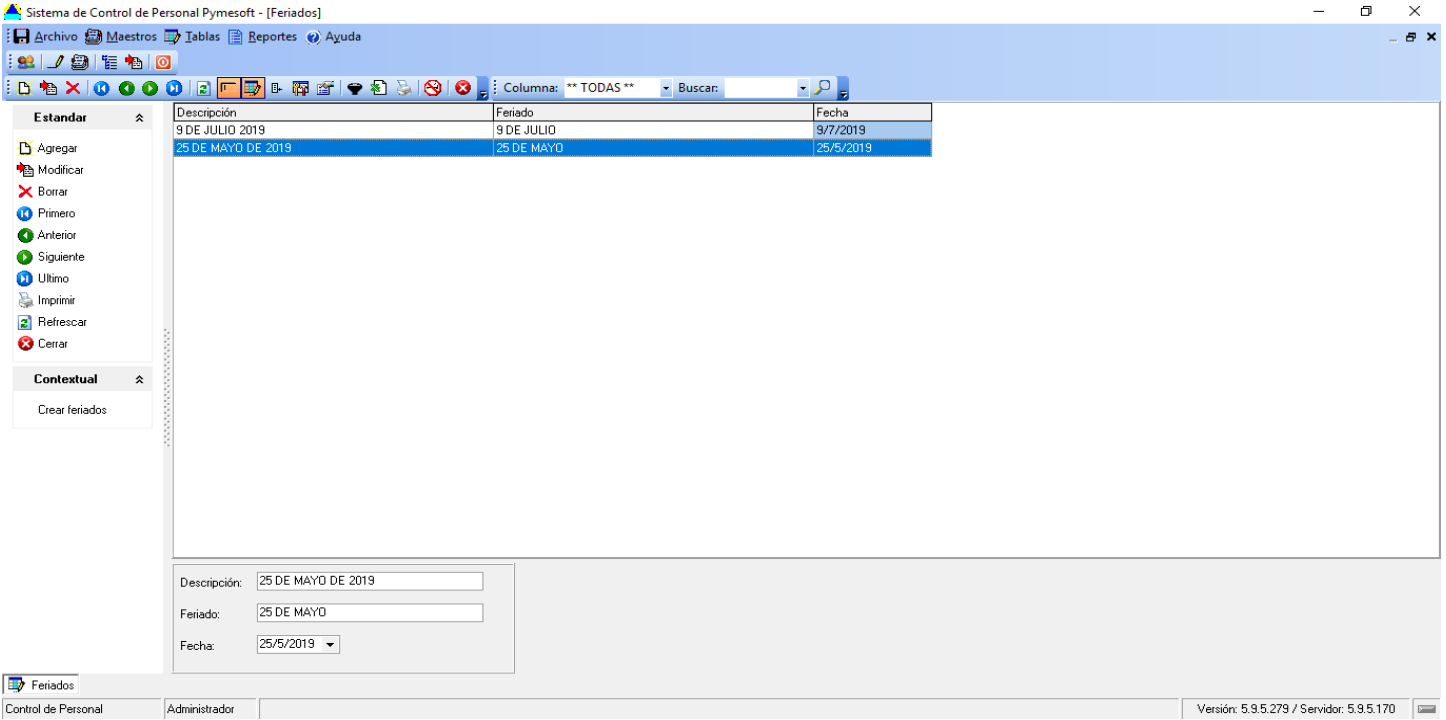 Sistema de Control de Personal Pymesoft - [Feriados]
Archivo Maestros Tablas Reportes Ayuda
Columna: ** TODAS ** Buscar:
Estandar
Agregar
Modificar
Borrar
Primero
Anterior
Siguiente
Ultimo
Imprimir
Refrescar
Cerrar
Contextual
Crear feriados
Descripción Feriado Fecha
9 DE JULIO 2019 9 DE JULIO 9/7/2019
25 DE MAYO DE 2019 25 DE MAYO 25/5/2019
Descripción: 25 DE MAYO DE 2019
Feriado: 25 DE MAYO
Fecha: 25/5/2019
Feriados
Control de Personal Administrador Versión: 5.9.5.279 / Servidor: 5.9.5.170